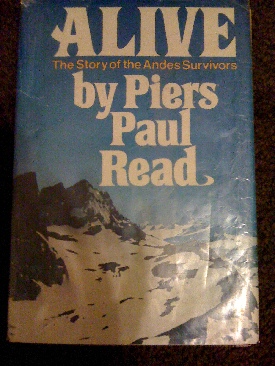 ALIVE
The Story of the Andes Survivors
by Piers
Paul
Read